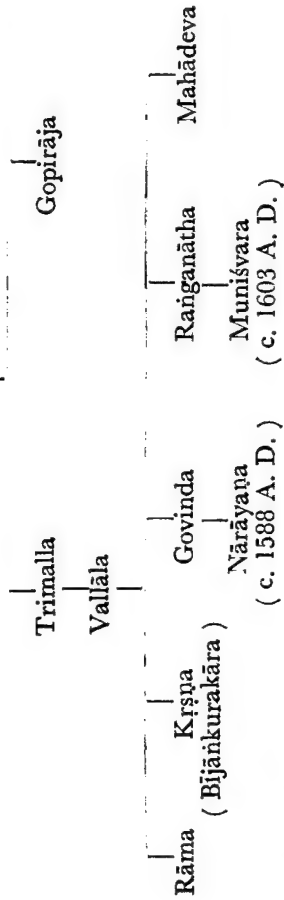 Gopirāja
Trimalla
Vallāla
Rāma Kṛṣṇa Govinda Raṅganātha Mahādeva
( Bījāṅkurakāra ) Nārāyaṇa Muniśvara
( c. 1588 A. D. ) ( c. 1603 A. D. )